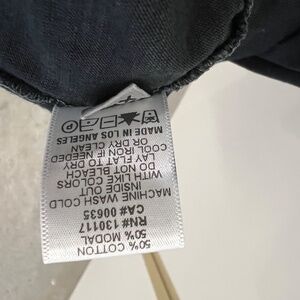 50% COTTON
50% MODAL
RN# 130117
CA# 00635
MACHINE WASH COLD
INSIDE OUT
WITH LIKE COLORS
DO NOT BLEACH
LAY FLAT TO DRY
COOL IRON IF NEEDED
OR DRY CLEAN
MADE IN LOS ANGELES